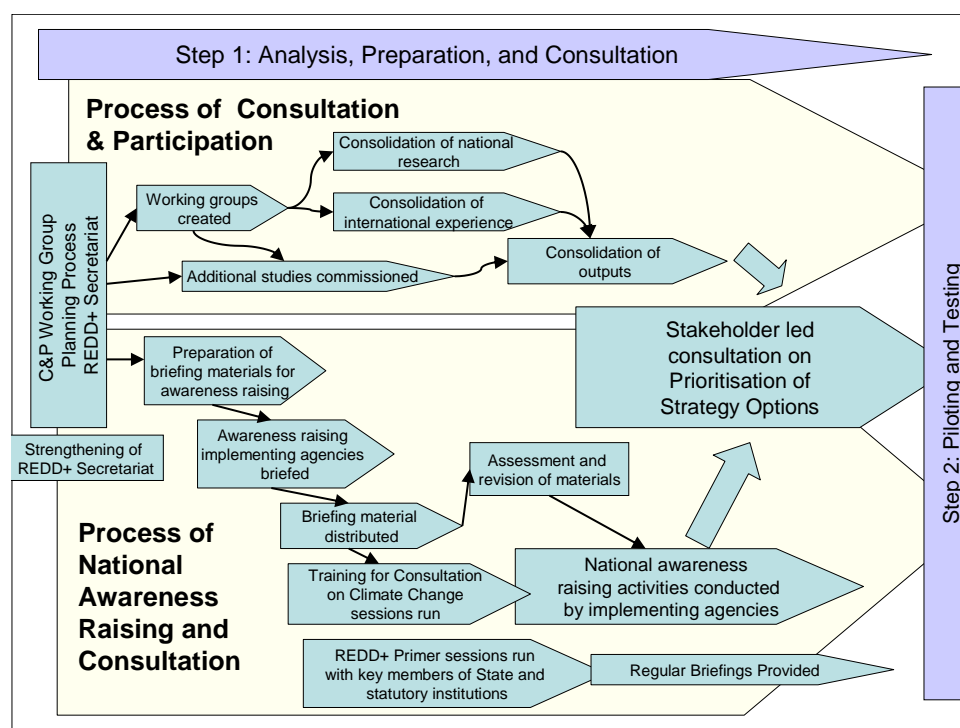 Step 1: Analysis, Preparation, and Consultation
Process of Consultation
& Participation
Consolidation of national
research
Working groups
created
Consolidation
of international experience
Additional studies commissioned
Consolidation of
outputs
C&P Working Group
Planning Process
REDD+ Secretariat
Stakeholder led
consultation on
Prioritisation of
Strategy Options
Preparation of
briefing materials for
awareness raising
Strengthening of
REDD+ Secretariat
Awareness raising
implementing agencies
briefed
Assessment and
revision of materials
Briefing material
distributed
Process of
National
Awareness
Raising and
Consultation
Training for Consultation
on Climate Change
sessions run
National awareness
raising activities conducted
by implementing agencies
REDD+ Primer sessions run
with key members of State and
statutory institutions
Regular Briefings Provided
Step 2: Piloting and Testing